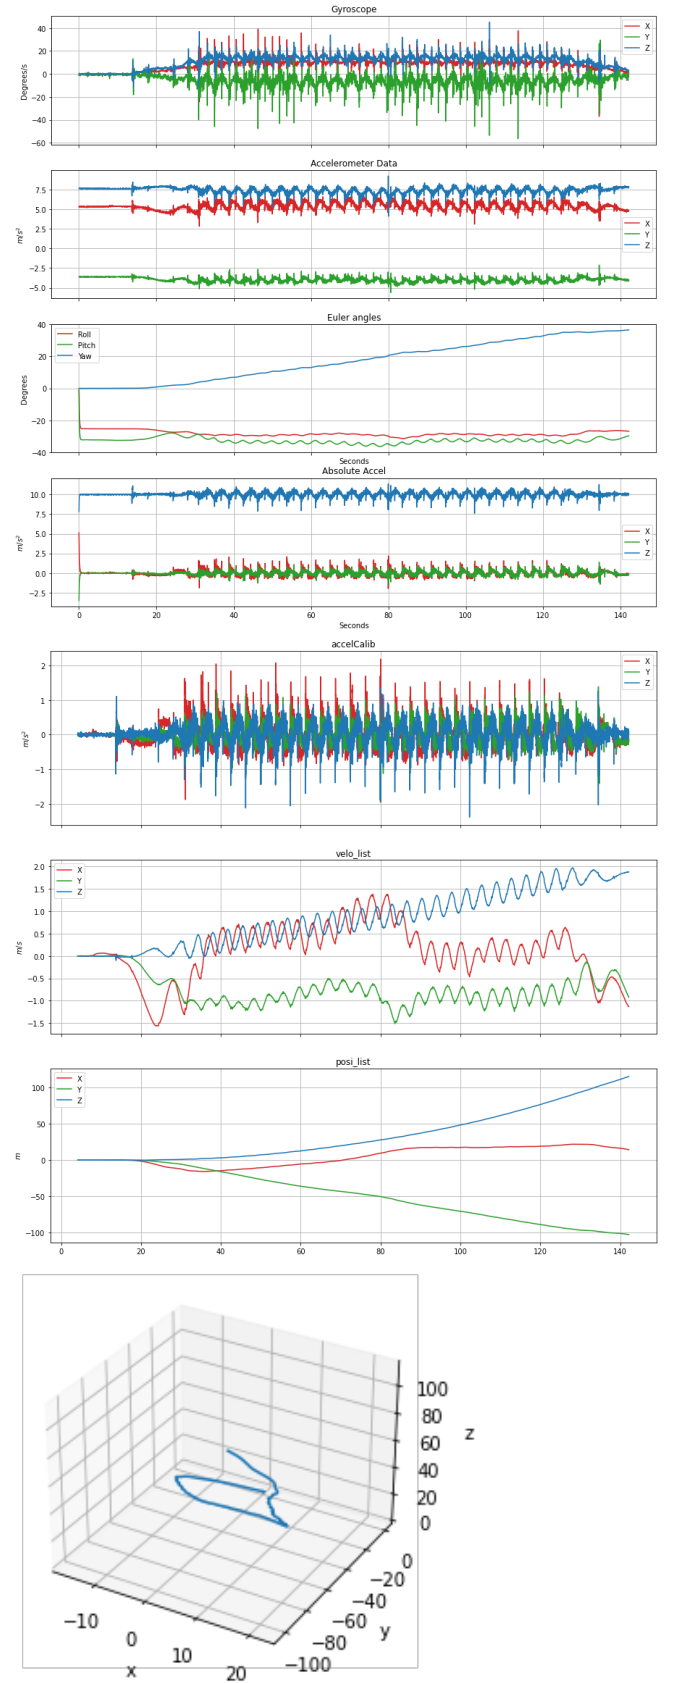 Gyroscope
40
20
0
−20
−40
−60
Degrees/s
X
Y
Z
Accelerometer Data
7.5
5.0
2.5
0.0
−2.5
−5.0
m/s²
X
Y
Z
Euler angles
40
20
0
−20
−40
Degrees
Roll
Pitch
Yaw
Seconds
Absolute Accel
10.0
7.5
5.0
2.5
0.0
−2.5
m/s²
X
Y
Z
0 20 40 60 80 100 120 140
Seconds
accelCalib
2
1
0
−1
−2
m/s²
X
Y
Z
velo_list
2.0
1.5
1.0
0.5
0.0
−0.5
−1.0
−1.5
m/s
X
Y
Z
posi_list
100
50
0
−50
−100
m
X
Y
Z
0 20 40 60 80 100 120 140
100
80
60
40
20
0
z
0
−20
−40
−60
−80
−100
y
−10
0
10
20
x